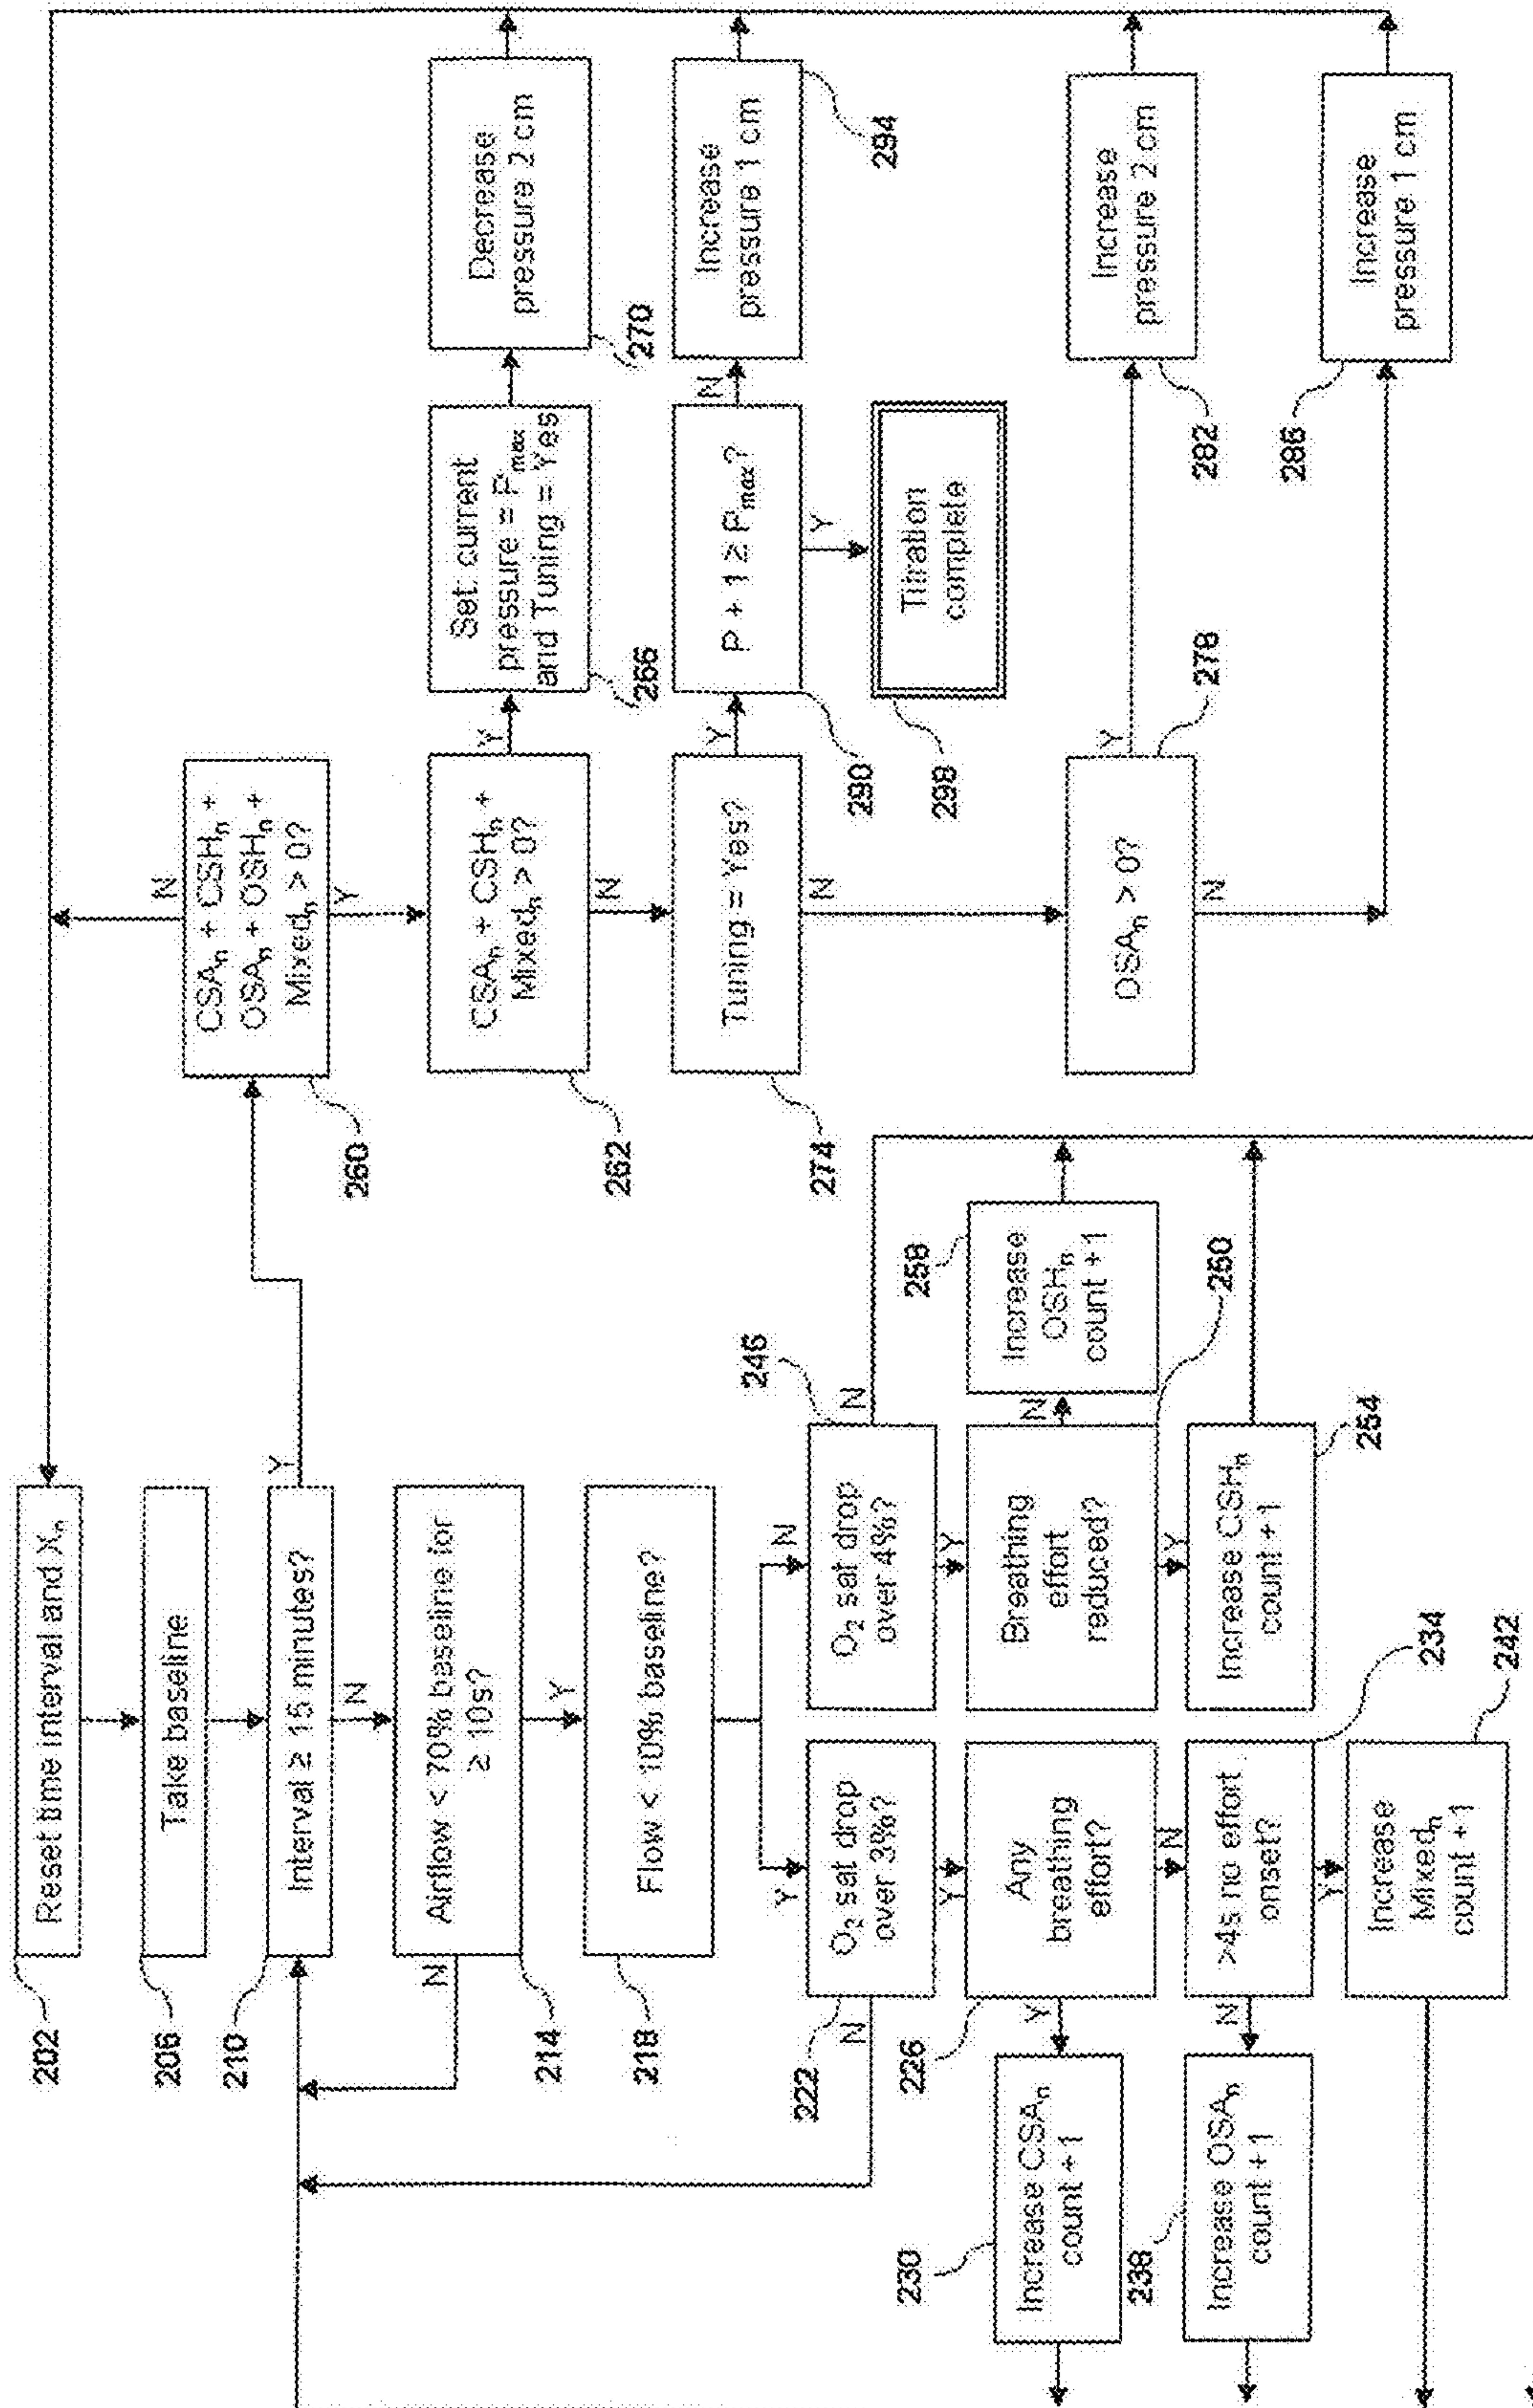 Reset time interval and Xn
202
Take baseline
206
Interval ≥ 15 minutes?
210
Y
N
Airflow < 70% baseline for
≥ 10s?
214
N
Y
Flow < 10% baseline?
218
Y
N
O2 sat drop
over 3%?
222
N
Y
Any
breathing
effort?
226
Y
N
Increase CSAn
count +1
230
>4s no effort
onset?
234
N
Y
Increase OSAn
count +1
238
Increase
Mixedn
count +1
242
O2 sat drop
over 4%?
246
N
Y
Breathing
effort
reduced?
250
N
Y
Increase CSHn
count +1
254
Increase
OSHn
count +1
258
CSAn + CSHn +
OSAn + OSHn +
Mixedn > 0?
260
N
Y
CSAn + CSHn +
Mixedn > 0?
262
Y
N
Set: current
pressure = Pmax
and Tuning = Yes
266
Decrease
pressure 2 cm
270
Tuning = Yes?
274
Y
N
P + 1 ≥ Pmax?
290
N
Y
Increase
pressure 1 cm
294
Titration
complete
298
OSAn > 0?
278
Y
N
Increase
pressure 2 cm
282
Increase
pressure 1 cm
286